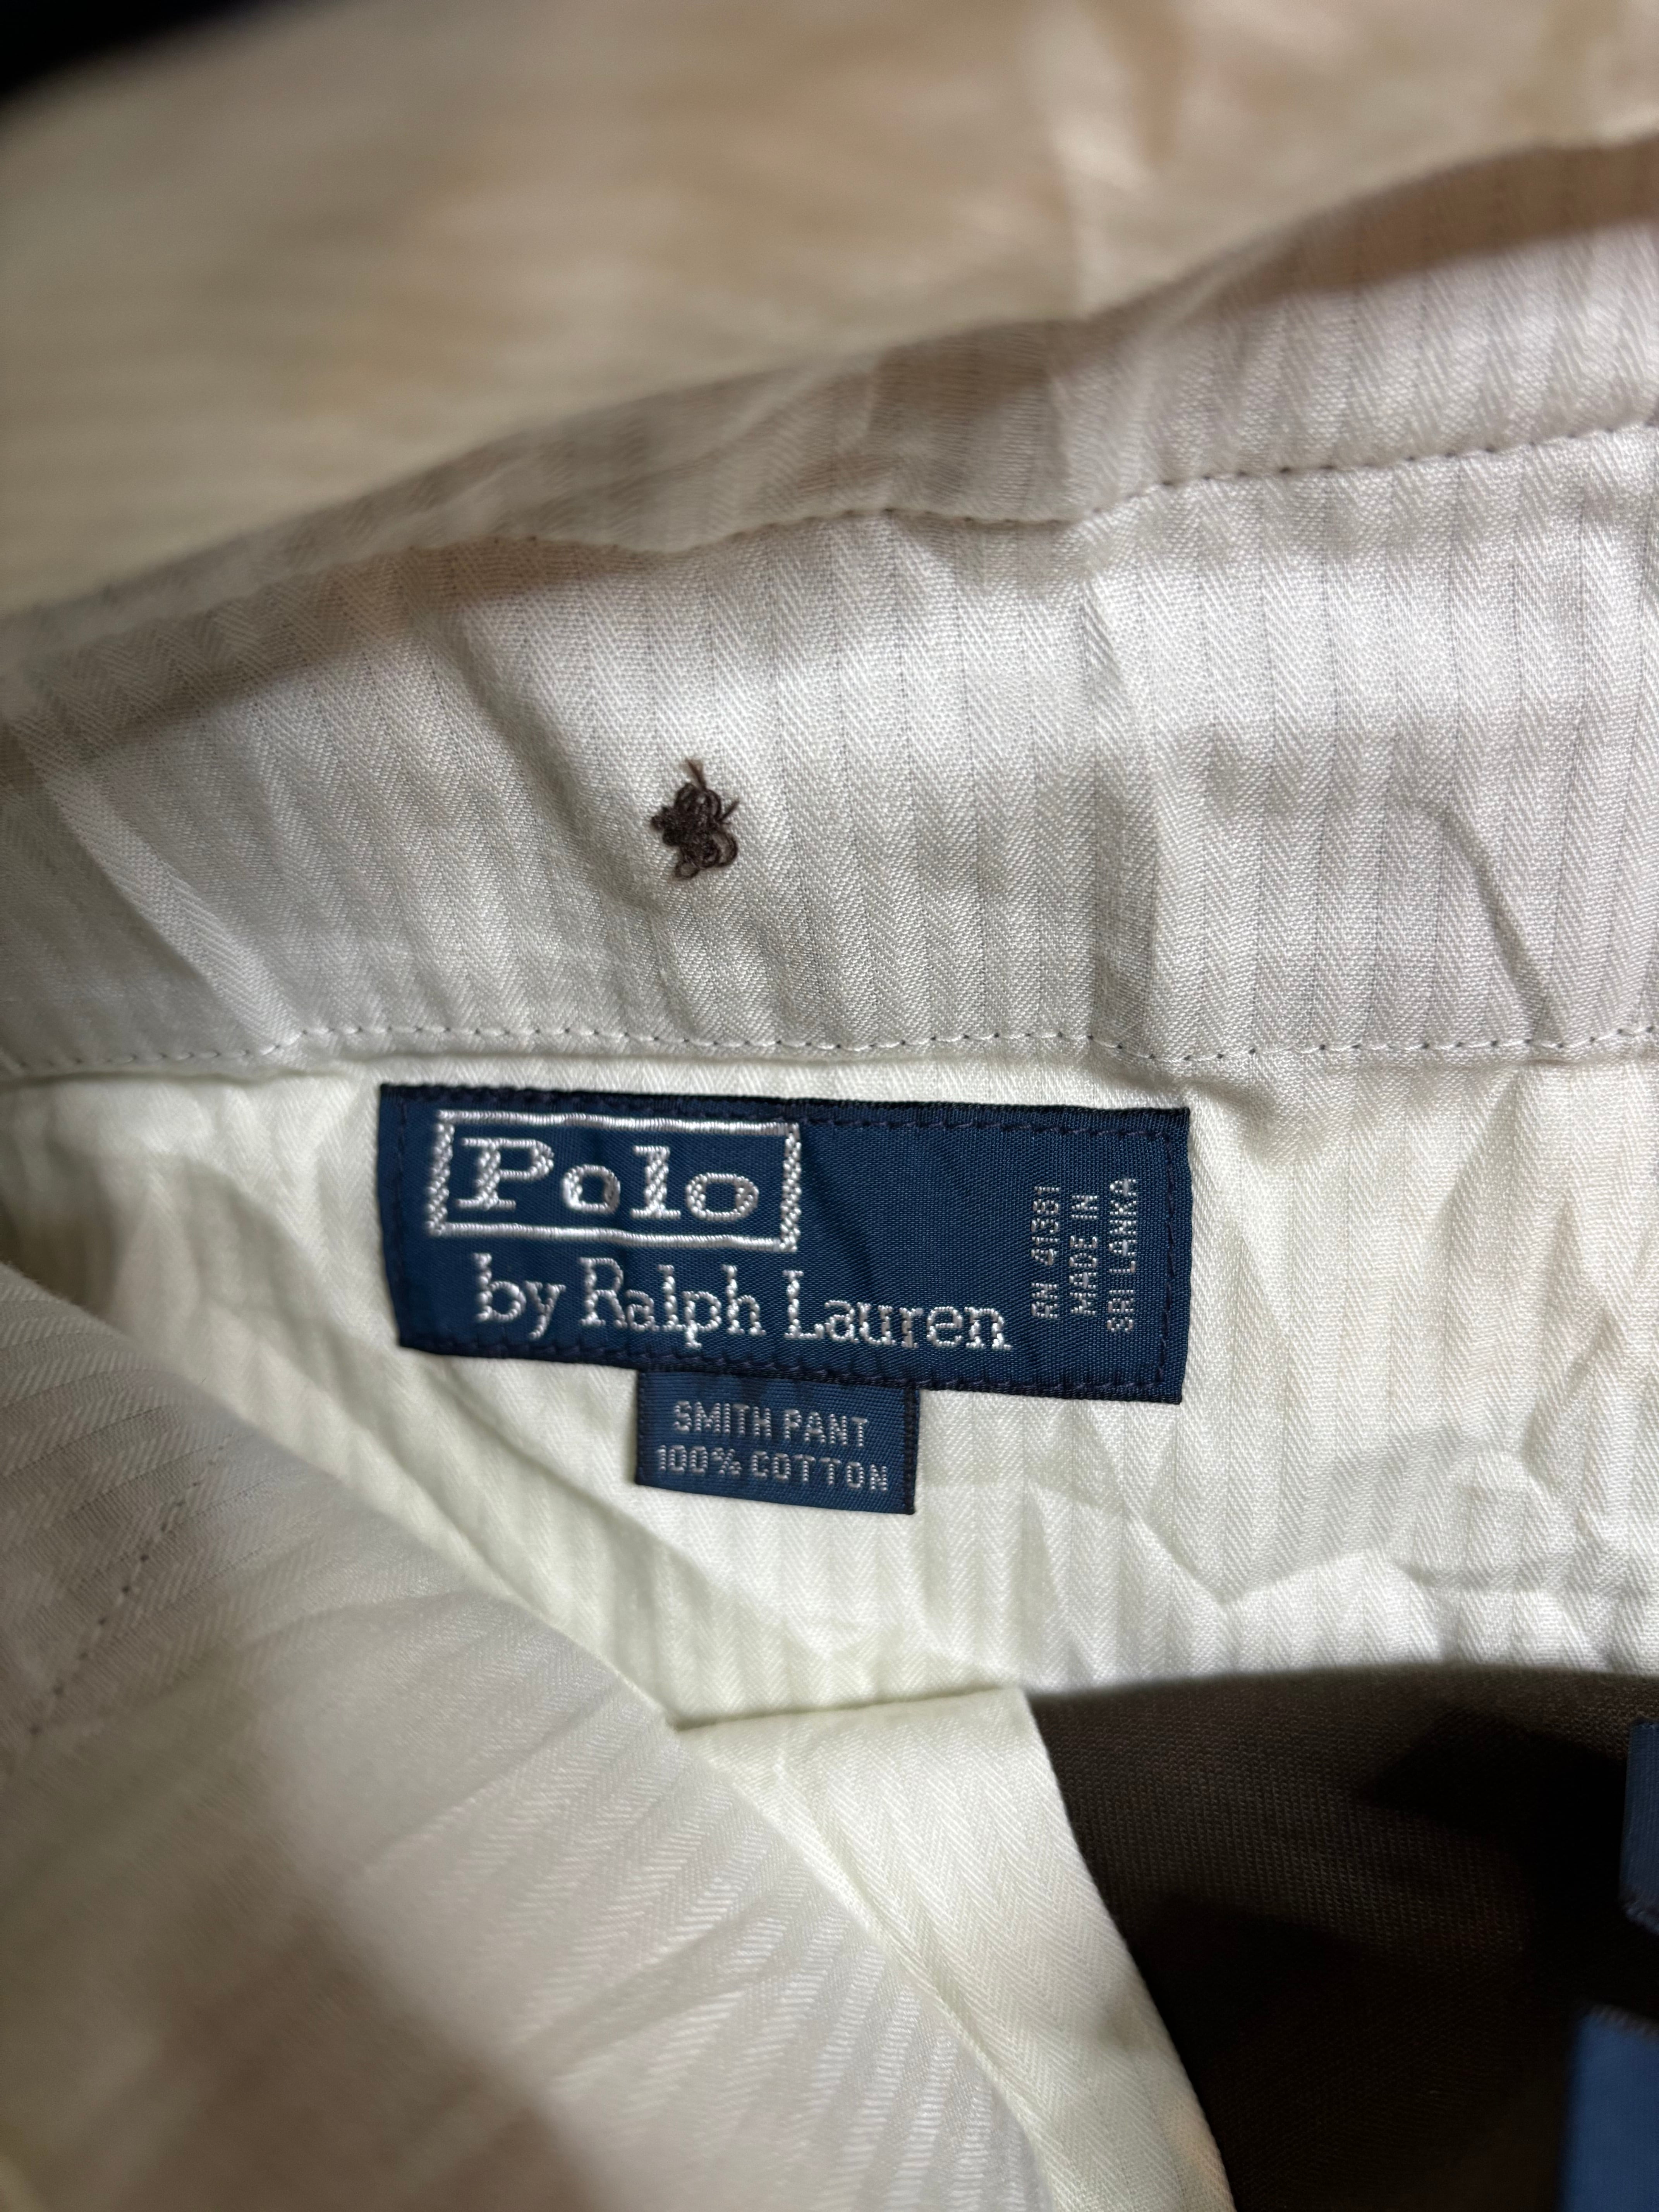 Polo
by Ralph Lauren
RN 41381
MADE IN
SRI LANKA
SMITH PANT
100% COTTON